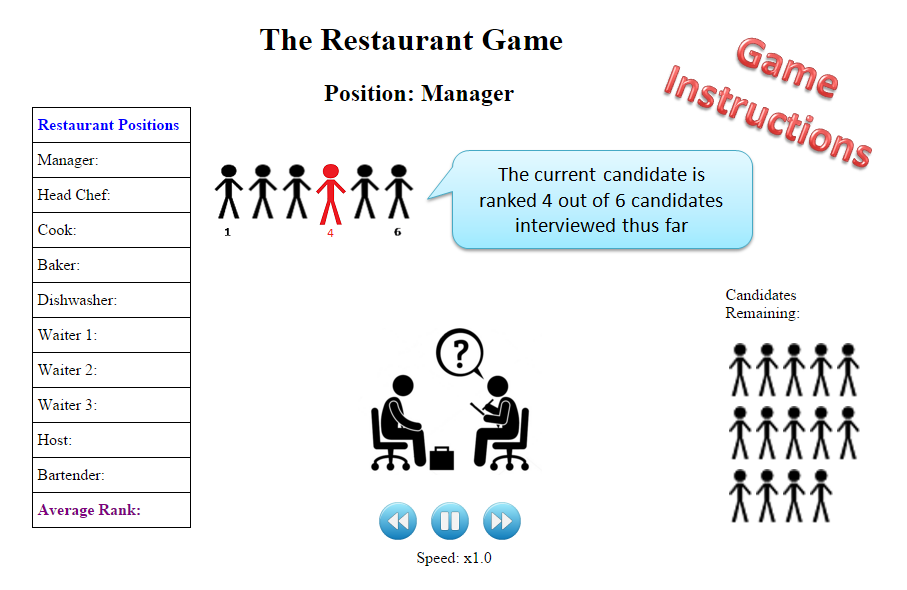 The Restaurant Game
Game
Instructions
Position: Manager
Restaurant Positions
Manager:
Head Chef:
Cook:
Baker:
Dishwasher:
Waiter 1:
Waiter 2:
Waiter 3:
Host:
Bartender:
Average Rank:
1 4 6
The current candidate is
ranked 4 out of 6 candidates
interviewed thus far
Candidates
Remaining:
?
Speed: x1.0